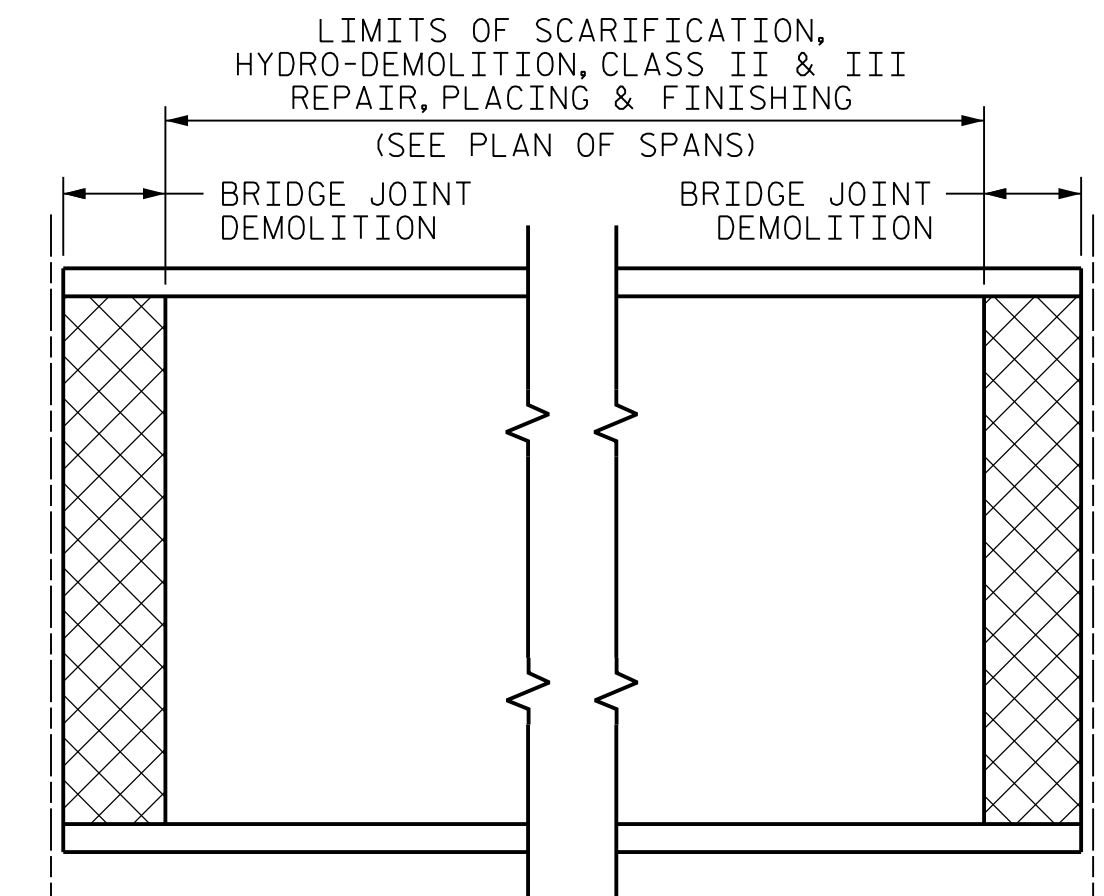 LIMITS OF SCARIFICATION,
HYDRO-DEMOLITION, CLASS II & III
REPAIR, PLACING & FINISHING
(SEE PLAN OF SPANS)
BRIDGE JOINT
DEMOLITION
BRIDGE JOINT
DEMOLITION